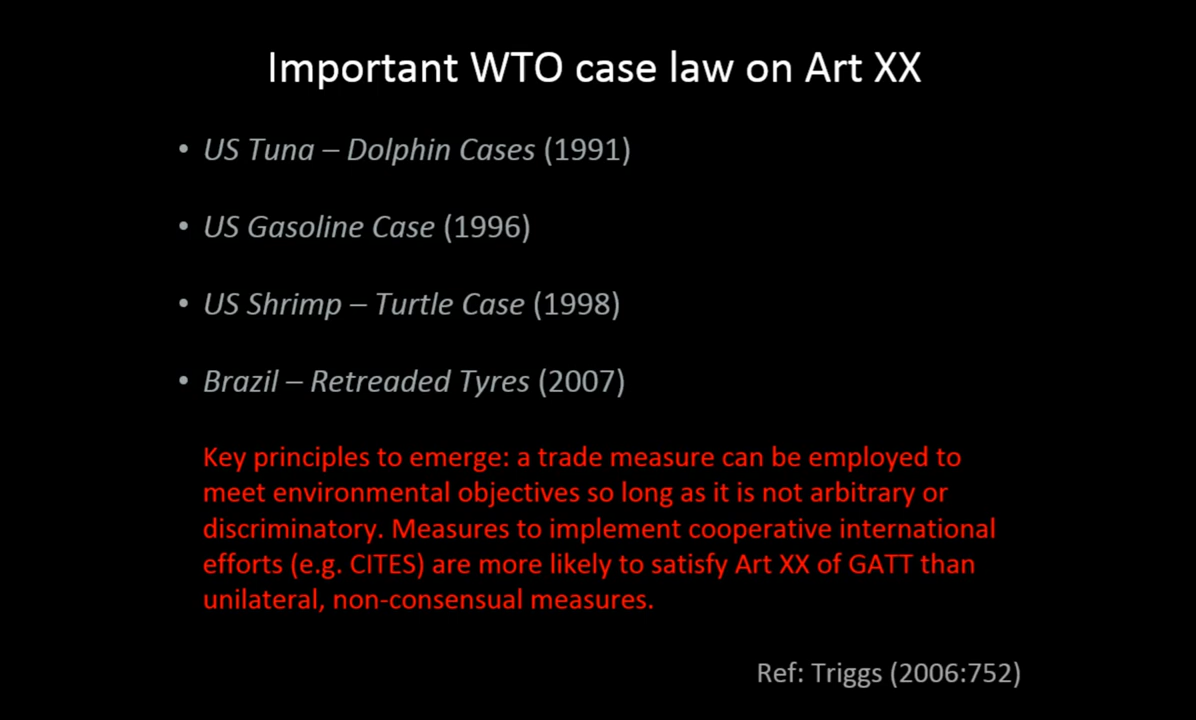 Important WTO case law on Art XX
• US Tuna – Dolphin Cases (1991)
• US Gasoline Case (1996)
• US Shrimp – Turtle Case (1998)
• Brazil – Retreaded Tyres (2007)
Key principles to emerge: a trade measure can be employed to
meet environmental objectives so long as it is not arbitrary or
discriminatory. Measures to implement cooperative international
efforts (e.g. CITES) are more likely to satisfy Art XX of GATT than
unilateral, non-consensual measures.
Ref: Triggs (2006:752)